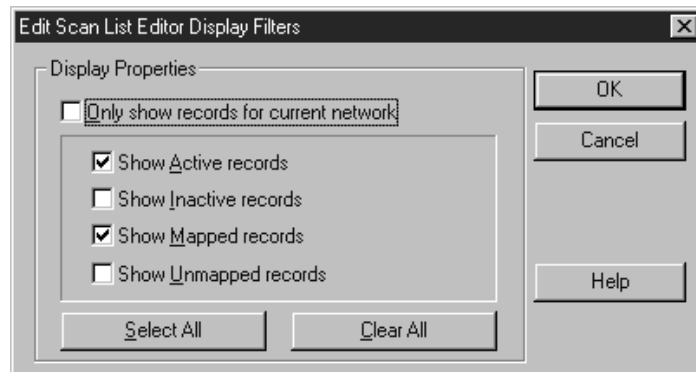 Edit Scan List Editor Display Filters
Display Properties
Only show records for current network
Show Active records
Show Inactive records
Show Mapped records
Show Unmapped records
Select All
Clear All
OK
Cancel
Help